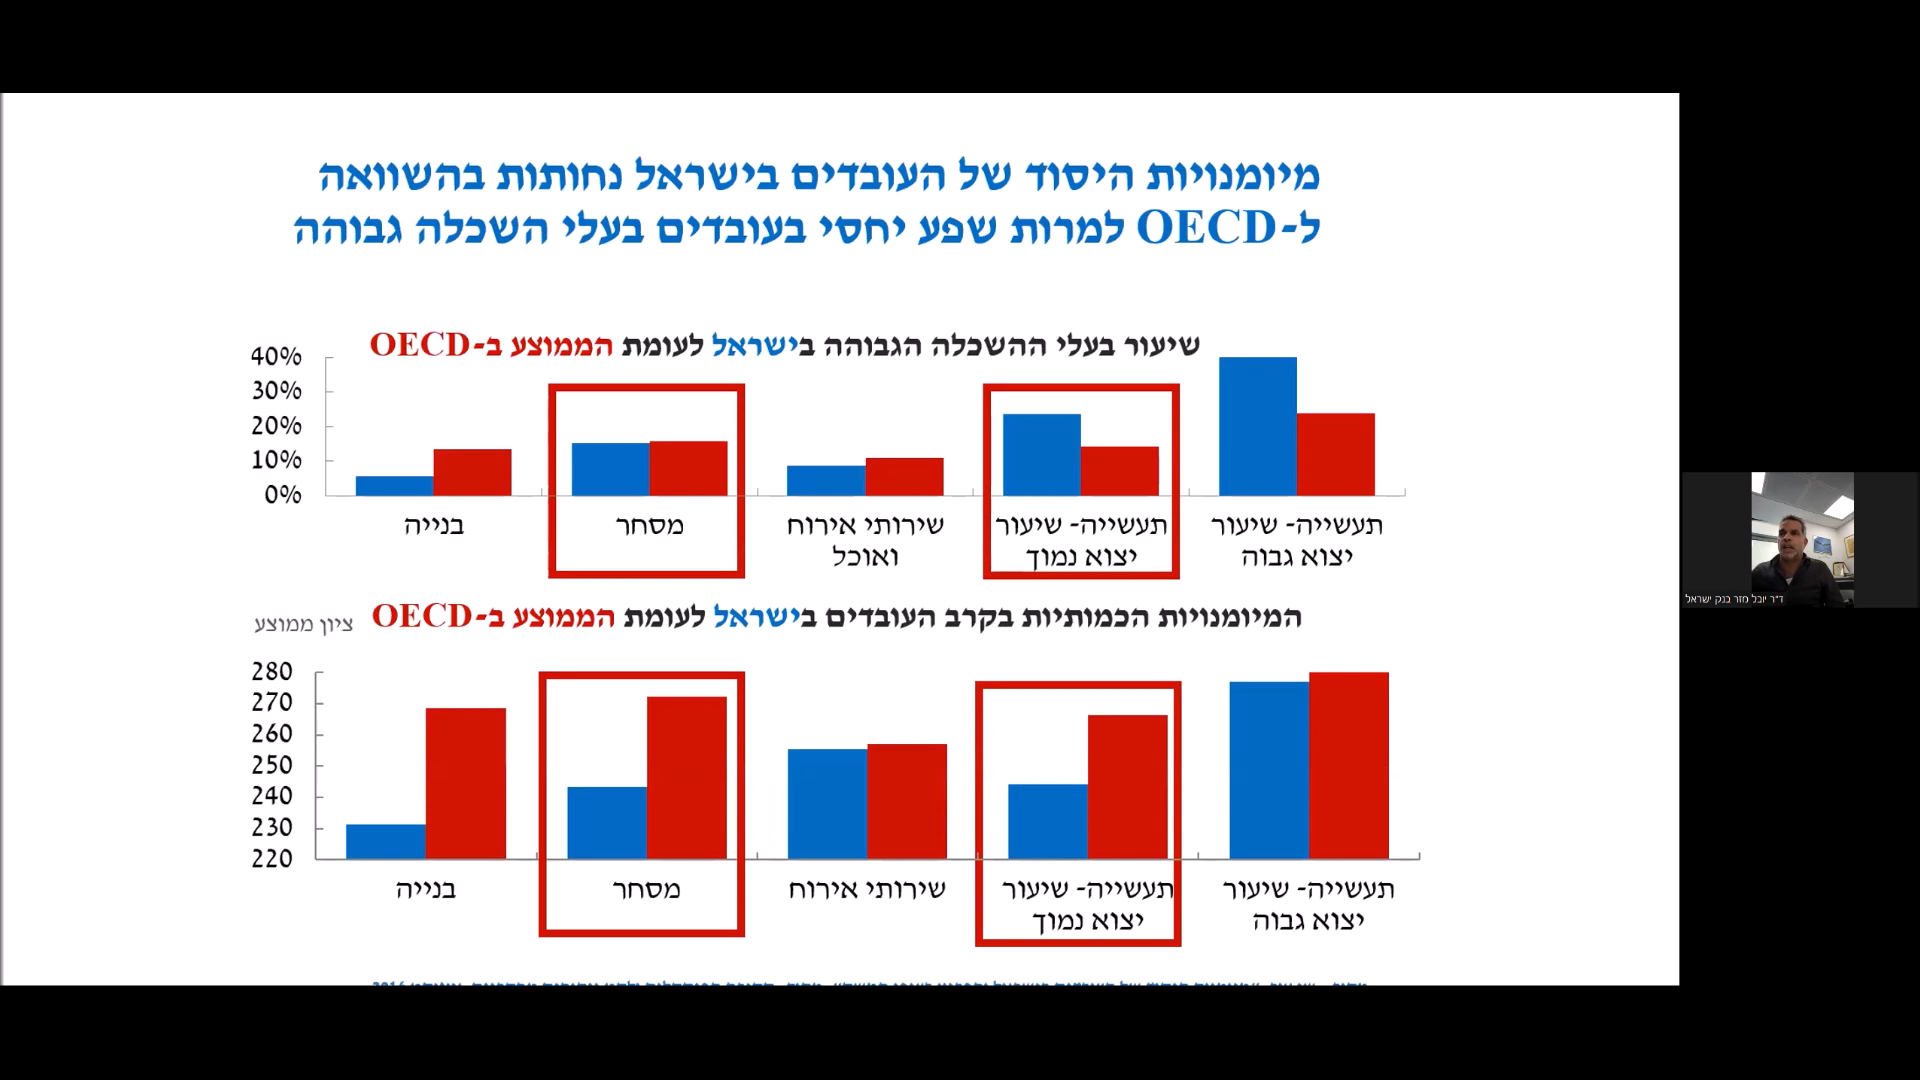 מיומנויות היסוד של העובדים בישראל נחותות בהשוואה
ל-OECD למרות שפע יחסי בעובדים בעלי השכלה גבוהה
שיעור בעלי ההשכלה הגבוהה בישראל לעומת הממוצע ב-OECD
40%
30%
20%
10%
0%
בנייה
מסחר
שירותי אירוח
ואוכל
תעשייה- שיעור
יצוא נמוך
תעשייה- שיעור
יצוא גבוה
המיומנויות הכמותיות בקרב העובדים בישראל לעומת הממוצע ב-OECD
ציון ממוצע
280
270
260
250
240
230
220
בנייה
מסחר
שירותי אירוח
תעשייה- שיעור
יצוא נמוך
תעשייה- שיעור
יצוא גבוה
ד"ר יובל מזר בנק ישראל